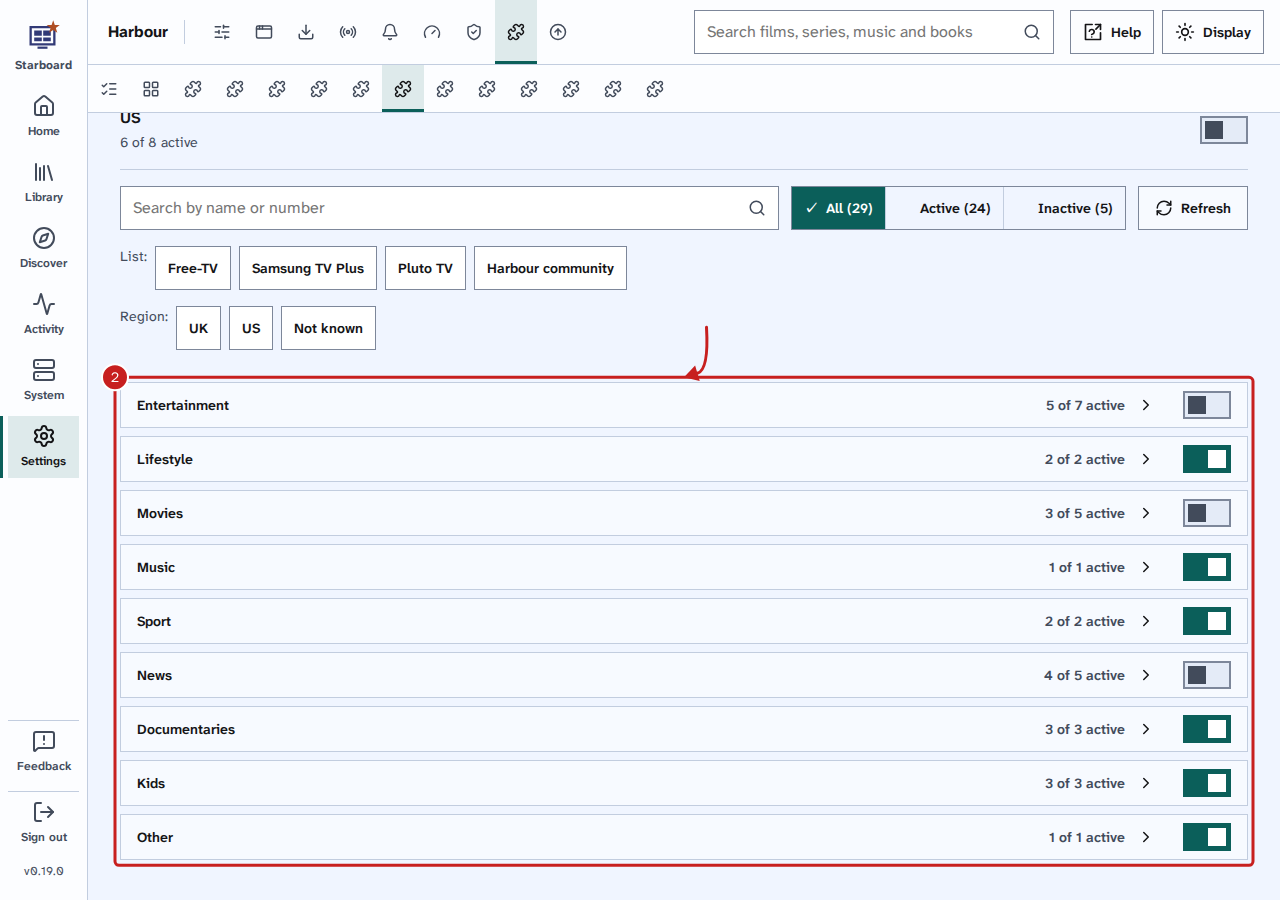 Starboard
Home
Library
Discover
Activity
System
Settings
Feedback
Sign out
v0.19.0
Harbour
Search films, series, music and books
Help
Display
US
6 of 8 active
Search by name or number
✓ All (29)
Active (24)
Inactive (5)
Refresh
List:
Free-TV
Samsung TV Plus
Pluto TV
Harbour community
Region:
UK
US
Not known
2
Entertainment
5 of 7 active
Lifestyle
2 of 2 active
Movies
3 of 5 active
Music
1 of 1 active
Sport
2 of 2 active
News
4 of 5 active
Documentaries
3 of 3 active
Kids
3 of 3 active
Other
1 of 1 active